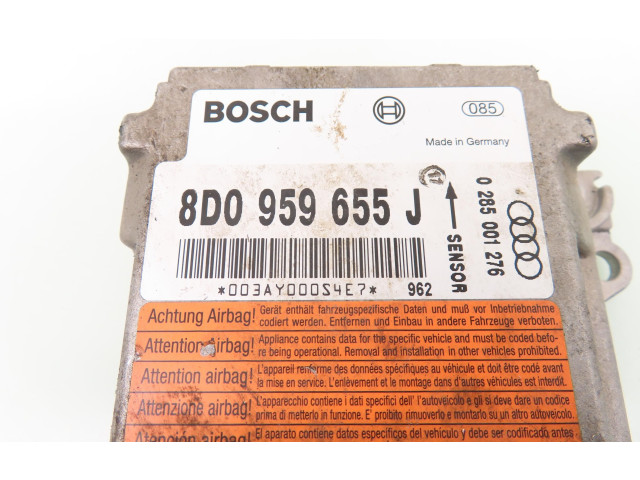 BOSCH
085
Made in Germany
8D0 959 655 J
SENSOR
0 285 001 276
*003AY000S4E7*
962
Achtung Airbag! Gerät enthält fahrzeugspezifische Daten und muß vor Inbetriebnahme
codiert werden. Entfernen und Einbau in andere Fahrzeuge verboten.
Attention Airbag! Appliance contains data for the specific vehicle and must be coded befo-
re being operational. Removal and installation in other vehicles prohibited.
Attention airbag! L'appareil renferme des données spécifiques au véhicule et doit être codé avant
la mise en service. L'enlèvement et le montage dans d'autres véhicules est interdit.
Attenzione airbag! L'apparecchio contiene i dati specifici dell' l'autoveicolo e gli si deve dare un codice
prima di metterlo in funzione. E' proibito rimuoverlo e montarlo su un altro autoveicolo.
Atención Airbag! El aparato contiene datos específicos del vehículo y debe ser codificado antes